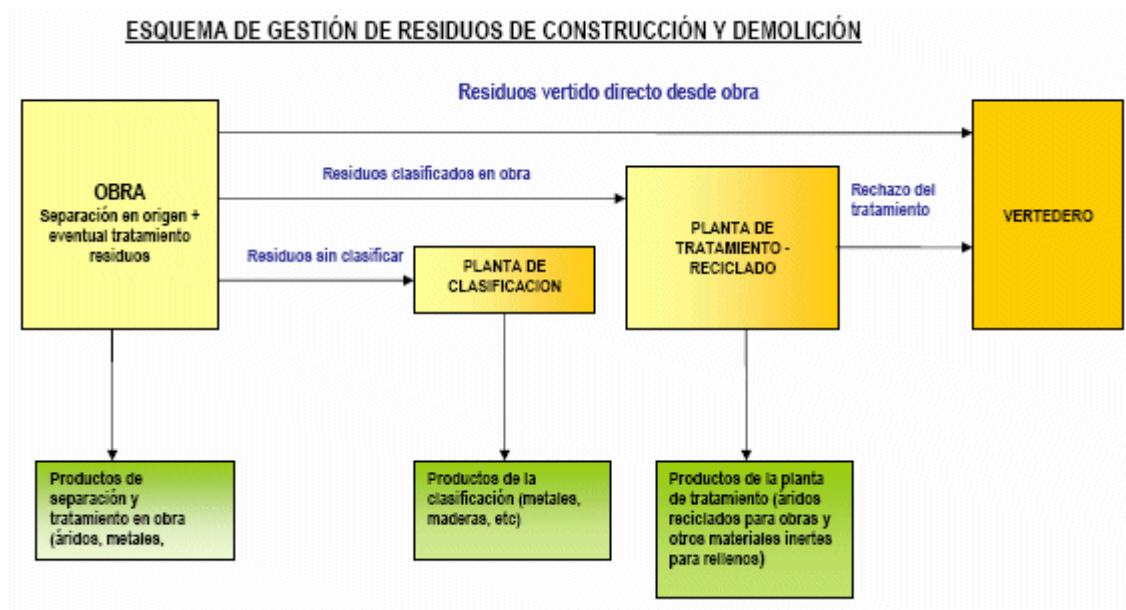 ESQUEMA DE GESTIÓN DE RESIDUOS DE CONSTRUCCIÓN Y DEMOLICIÓN
Residuos vertido directo desde obra
OBRA
Separación en origen +
eventual tratamiento
residuos
Residuos clasificados en obra
Residuos sin clasificar
PLANTA DE
CLASIFICACION
PLANTA DE
TRATAMIENTO -
RECICLADO
Rechazo del
tratamiento
VERTEDERO
Productos de
separación y
tratamiento en obra
(áridos, metales,
Productos de la
clasificación (metales,
maderas, etc)
Productos de la planta
de tratamiento (áridos
reciclados para obras y
otros materiales inertes
para rellenos)